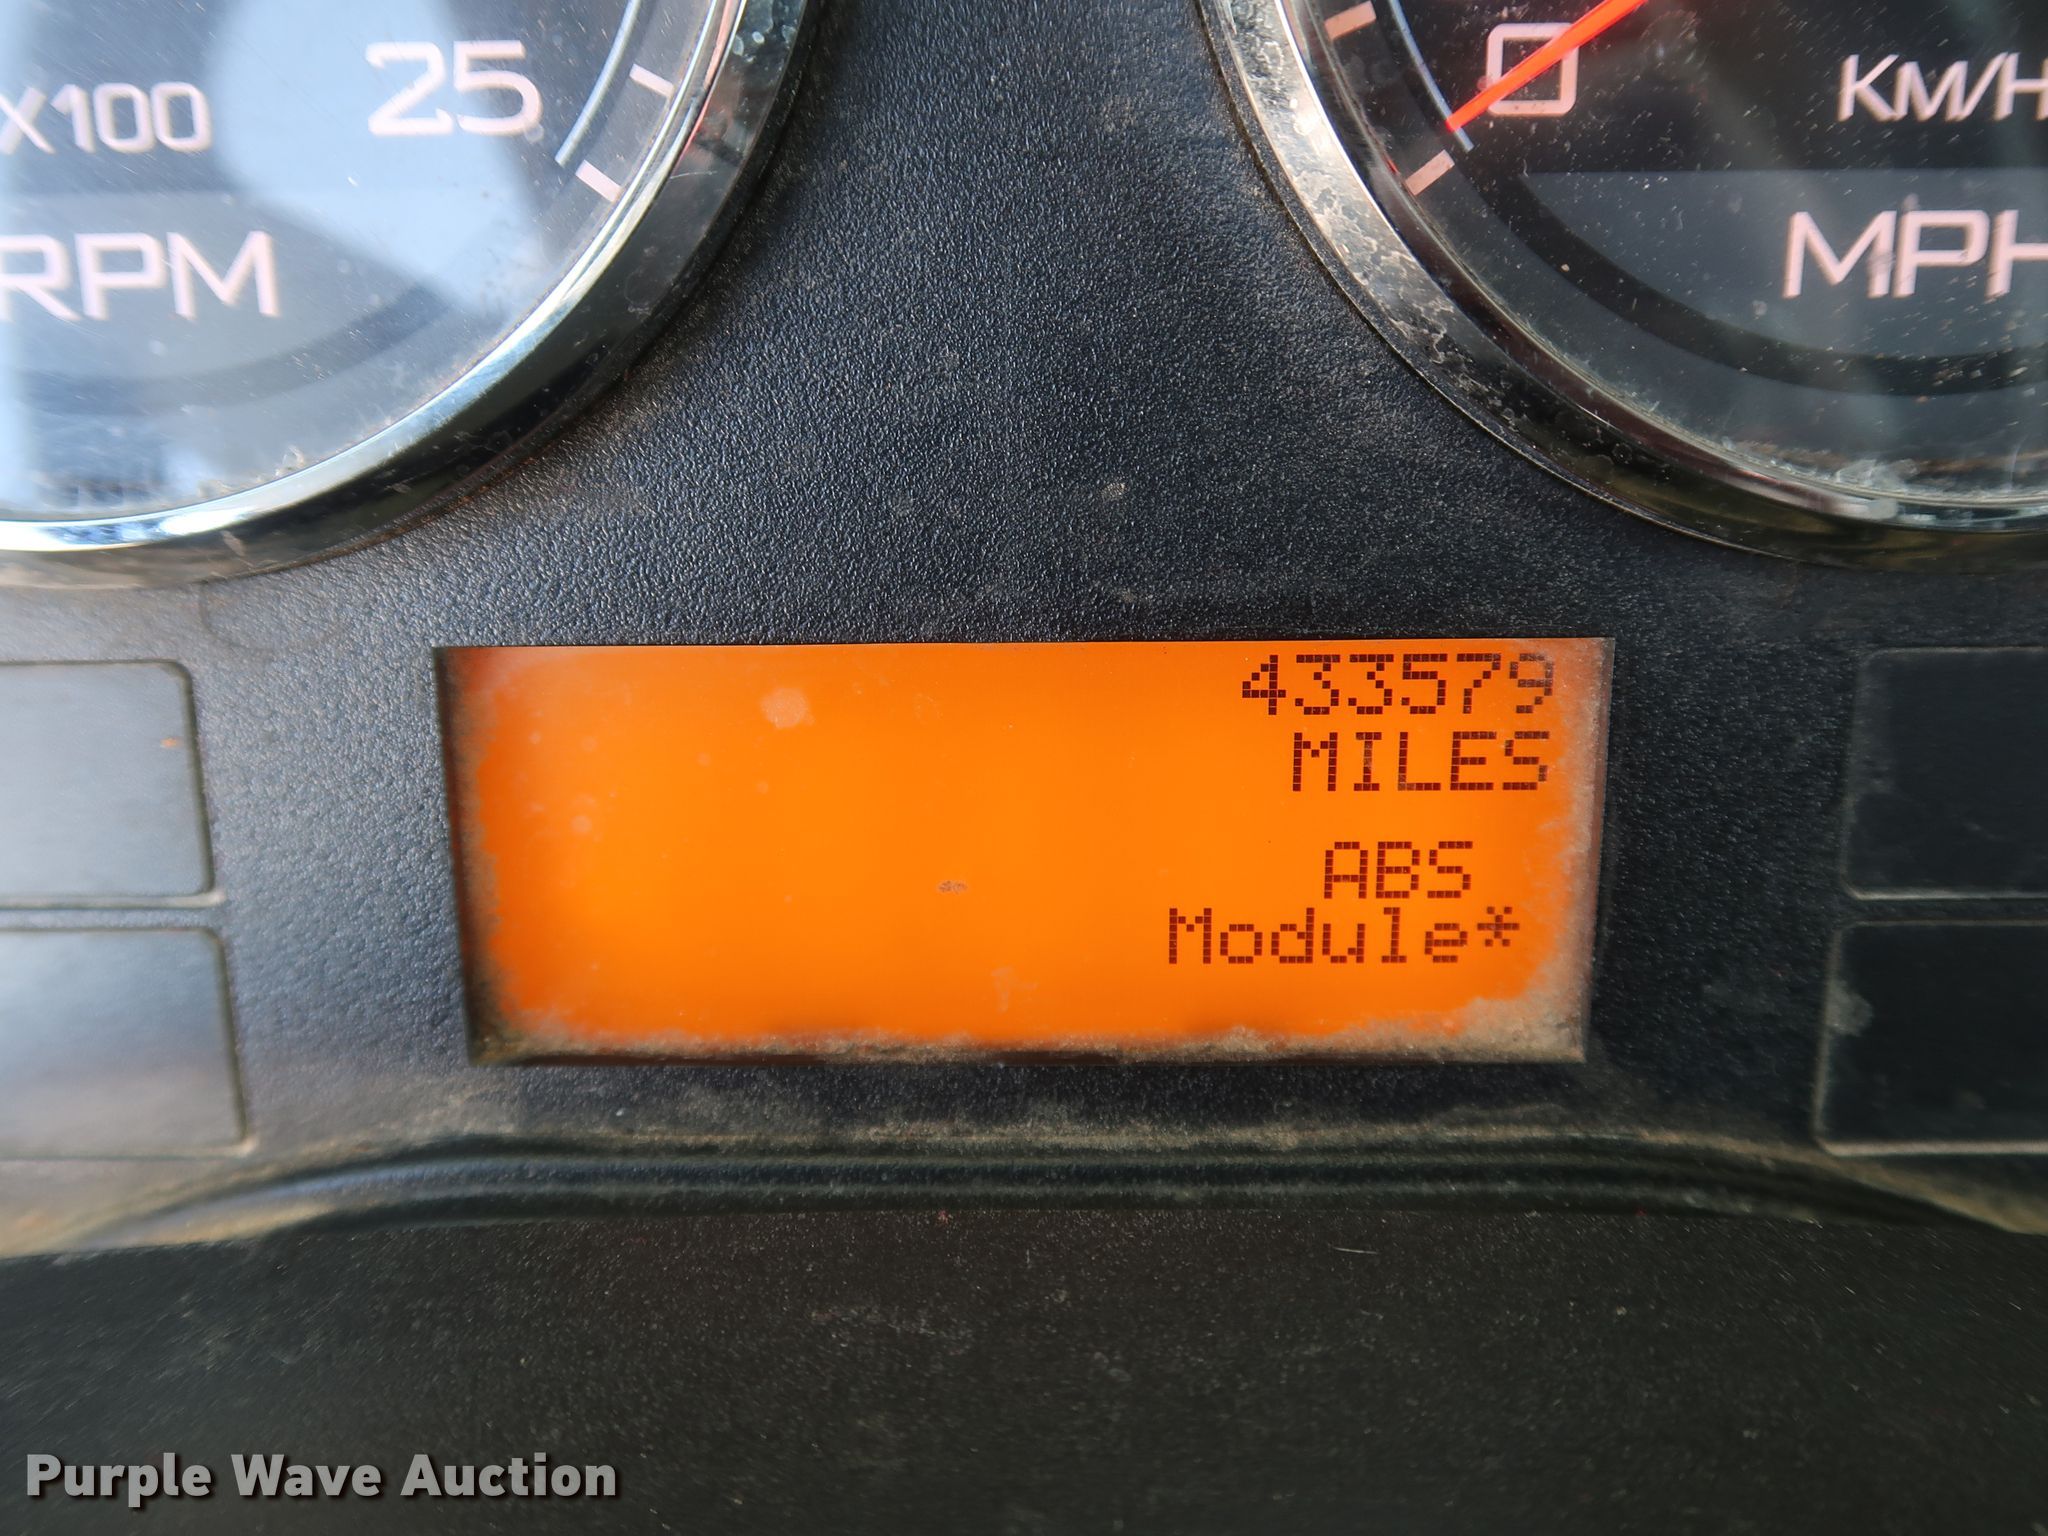 25
X100
RPM
0
KM/H
MPH
433579
MILES
ABS
Module*
Purple Wave Auction